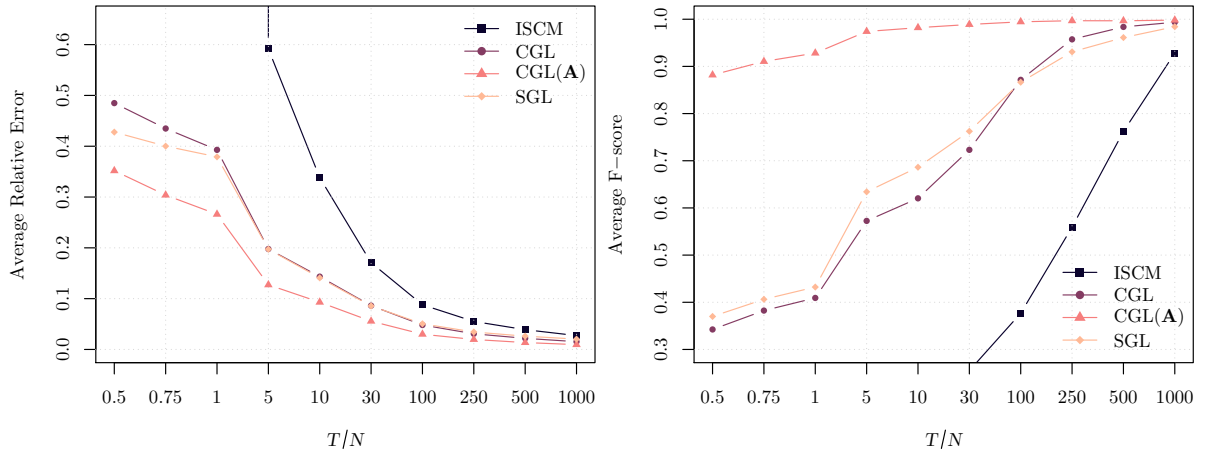 Average Relative Error
0.6
0.5
0.4
0.3
0.2
0.1
0.0
ISCM
CGL
CGL(A)
SGL
0.5 0.75 1 5 10 30 100 250 500 1000
T/N
Average F−score
1.0
0.9
0.8
0.7
0.6
0.5
0.4
0.3
ISCM
CGL
CGL(A)
SGL
0.5 0.75 1 5 10 30 100 250 500 1000
T/N